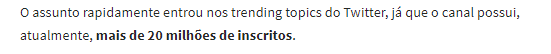 O assunto rapidamente entrou nos trending topics do Twitter, já que o canal possui,
atualmente, mais de 20 milhões de inscritos.